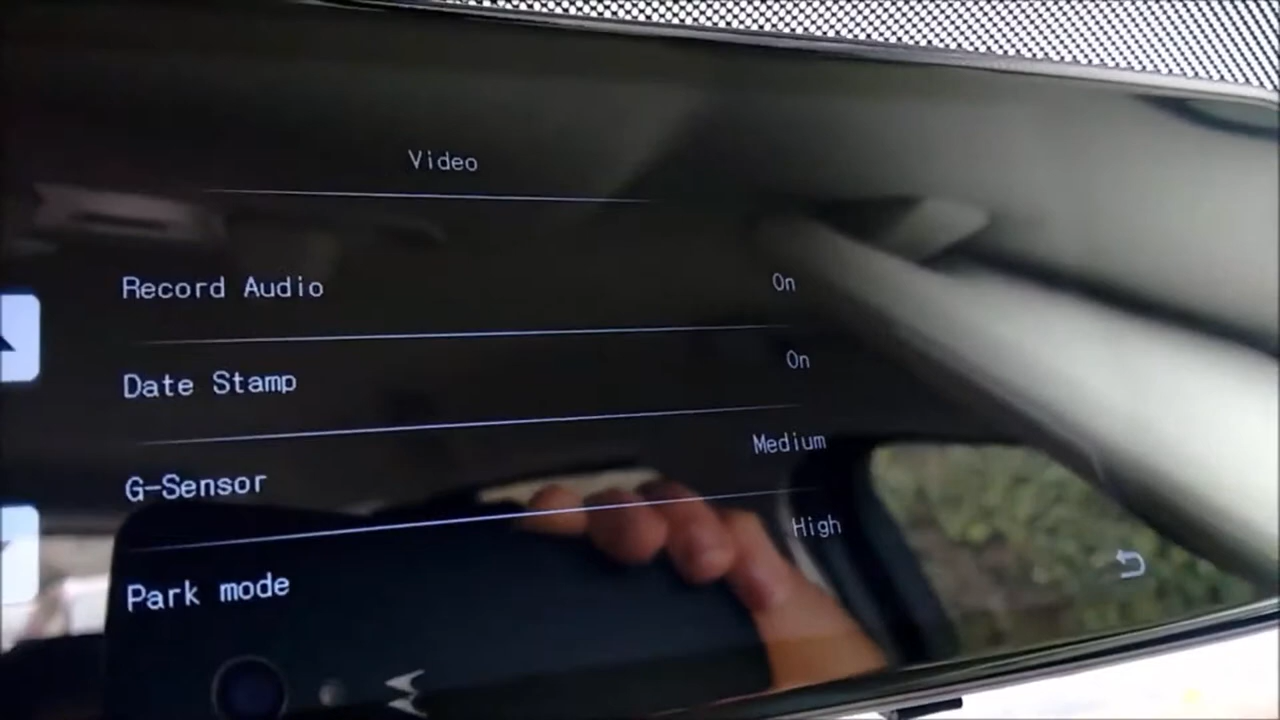 Video
Record Audio On
Date Stamp On
G-Sensor Medium
Park mode High